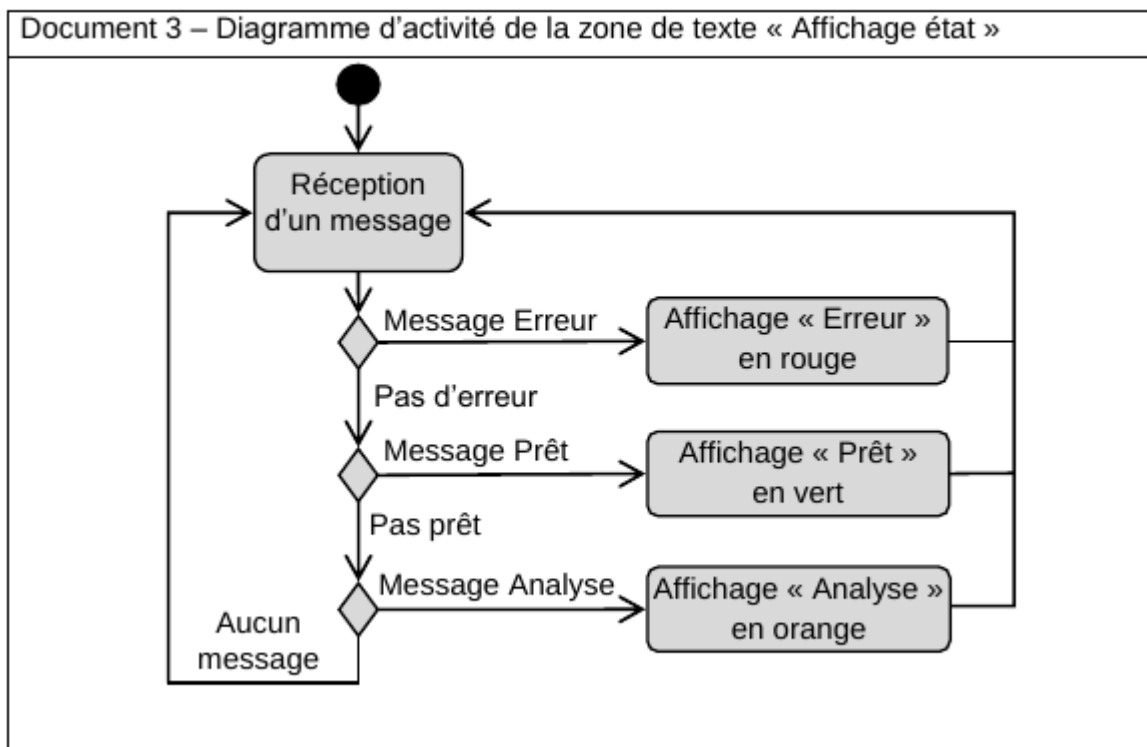 Document 3 – Diagramme d'activité de la zone de texte « Affichage état »
Réception
d'un message
Message Erreur
Affichage « Erreur »
en rouge
Pas d'erreur
Message Prêt
Affichage « Prêt »
en vert
Pas prêt
Message Analyse
Affichage « Analyse »
en orange
Aucun
message